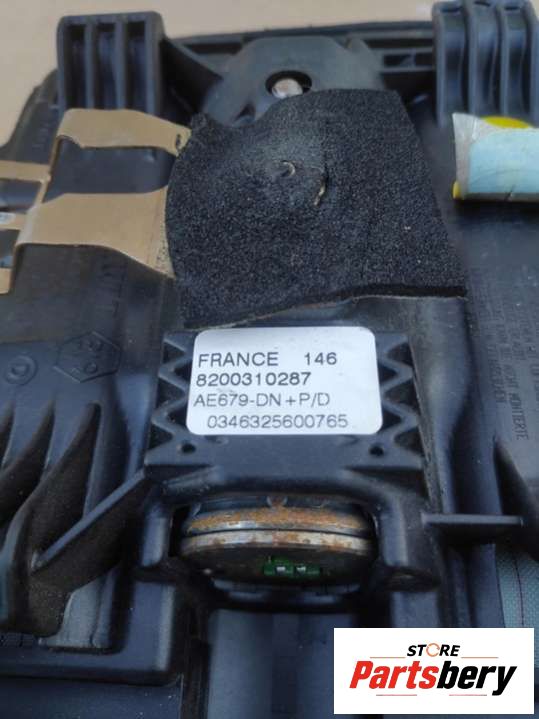 FRANCE 146
8200310287
AE679-DN+P/D
0346325600765
STORE
Partsbery